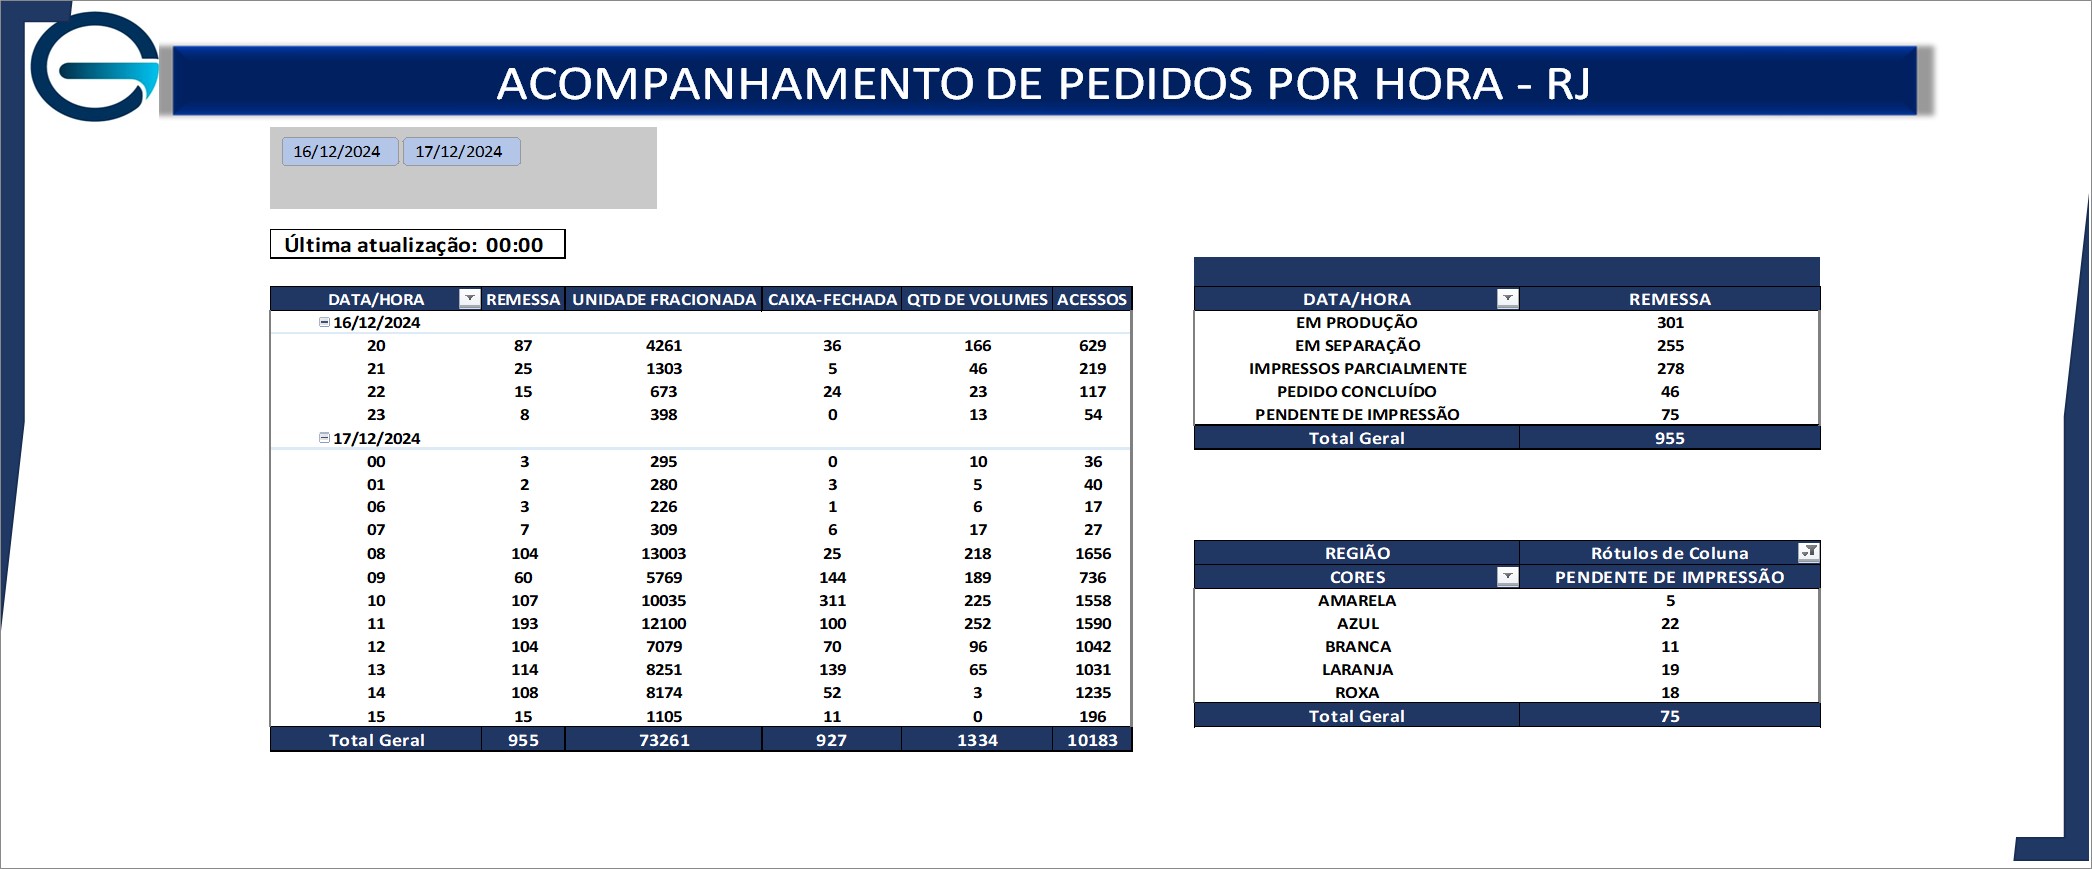 ACOMPANHAMENTO DE PEDIDOS POR HORA - RJ
16/12/2024 17/12/2024
Última atualização: 00:00
DATA/HORA REMESSA UNIDADE FRACIONADA CAIXA-FECHADA QTD DE VOLUMES ACESSOS
16/12/2024
20 87 4261 36 166 629
21 25 1303 5 46 219
22 15 673 24 23 117
23 8 398 0 13 54
17/12/2024
00 3 295 0 10 36
01 2 280 3 5 40
06 3 226 1 6 17
07 7 309 6 17 27
08 104 13003 25 218 1656
09 60 5769 144 189 736
10 107 10035 311 225 1558
11 193 12100 100 252 1590
12 104 7079 70 96 1042
13 114 8251 139 65 1031
14 108 8174 52 3 1235
15 15 1105 11 0 196
Total Geral 955 73261 927 1334 10183
DATA/HORA REMESSA
EM PRODUÇÃO 301
EM SEPARAÇÃO 255
IMPRESSOS PARCIALMENTE 278
PEDIDO CONCLUÍDO 46
PENDENTE DE IMPRESSÃO 75
Total Geral 955
REGIÃO Rótulos de Coluna
CORES PENDENTE DE IMPRESSÃO
AMARELA 5
AZUL 22
BRANCA 11
LARANJA 19
ROXA 18
Total Geral 75